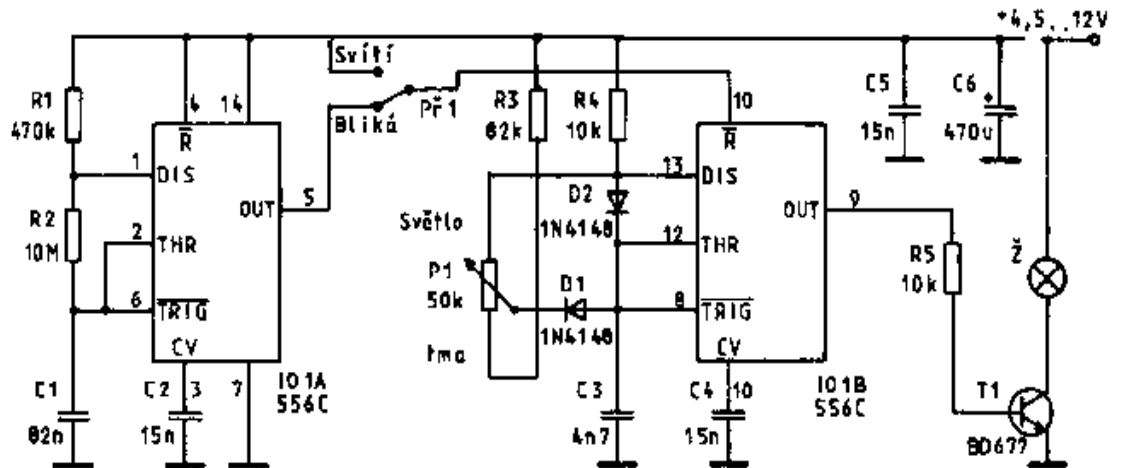 *4,5..12V
Svítí
Bliká
Př1
R1
470k
4
14
R
1
DIS
R2
10M
2
THR
OUT
5
6
TRIG
CV
C1
82n
C2
3
15n
7
IO1A
556C
R3
82k
R4
10k
10
R
13
DIS
D2
1N4148
Světlo
12
THR
OUT
9
P1
50k
D1
1N4148
8
TRIG
tma
CV
C3
4n7
C4
10
15n
IO1B
556C
C5
15n
C6
+
470u
R5
10k
Ž
T1
BD677